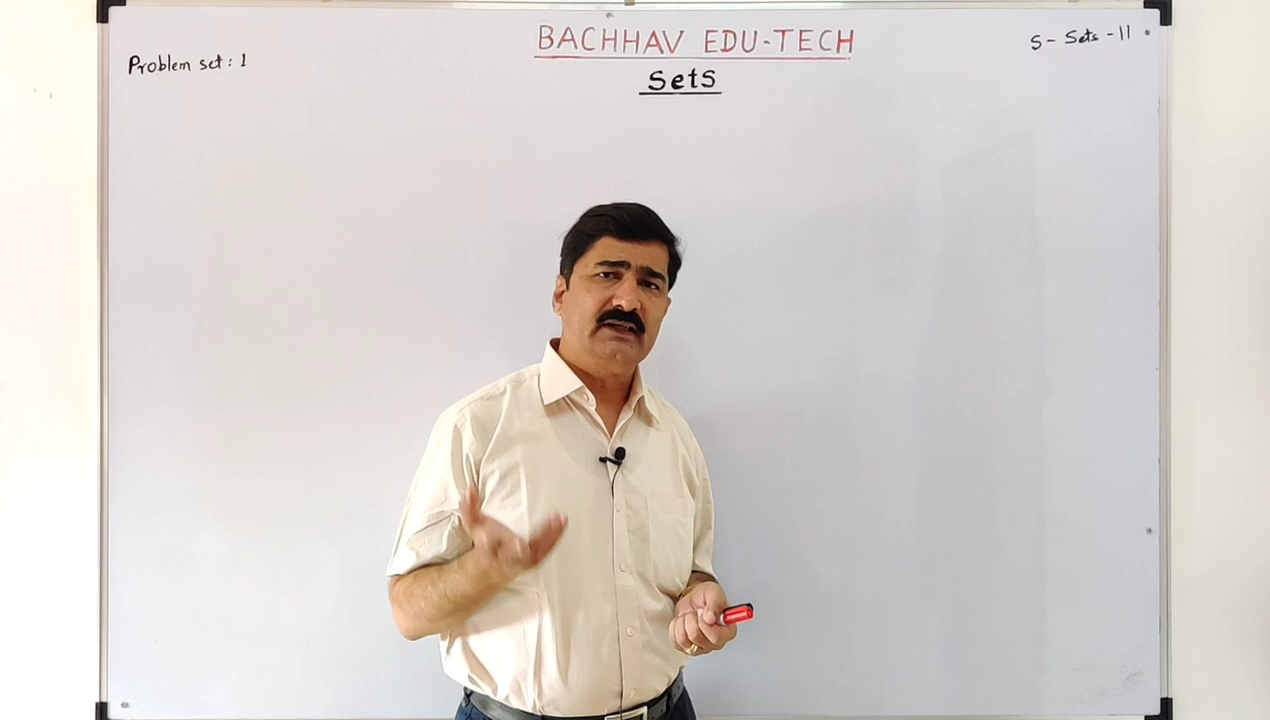 BACHHAV EDU-TECH
S - Sets - 11
Problem set : 1
Sets